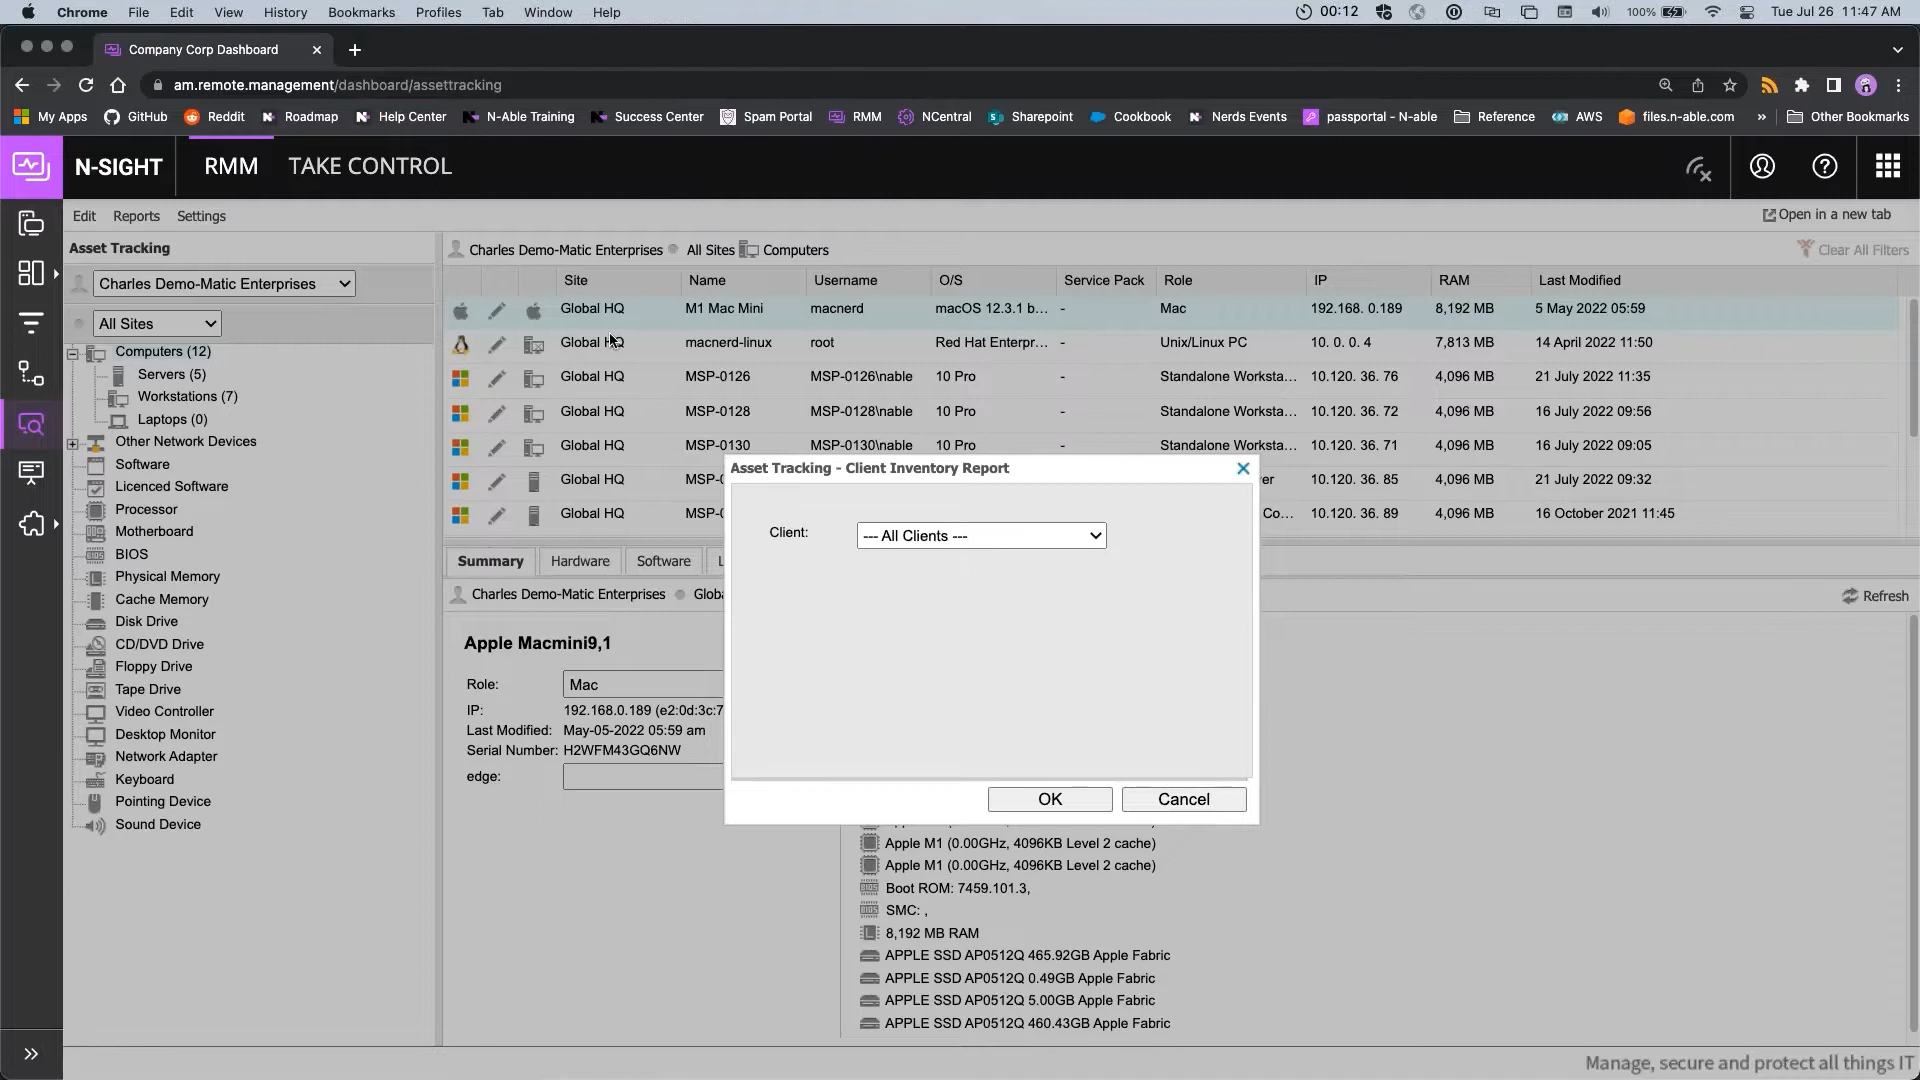 Chrome File Edit View History Bookmarks Profiles Tab Window Help 00:12 100% Tue Jul 26 11:47 AM
Company Corp Dashboard
am.remote.management/dashboard/assettracking
My Apps GitHub Reddit Roadmap Help Center N-Able Training Success Center Spam Portal RMM NCentral Sharepoint Cookbook Nerds Events passportal - N-able Reference AWS files.n-able.com » Other Bookmarks
N-SIGHT RMM TAKE CONTROL
Edit Reports Settings Open in a new tab
Asset Tracking
Charles Demo-Matic Enterprises
All Sites
Computers (12)
Servers (5)
Workstations (7)
Laptops (0)
Other Network Devices
Software
Licenced Software
Processor
Motherboard
BIOS
Physical Memory
Cache Memory
Disk Drive
CD/DVD Drive
Floppy Drive
Tape Drive
Video Controller
Desktop Monitor
Network Adapter
Keyboard
Pointing Device
Sound Device
Charles Demo-Matic Enterprises All Sites Computers Clear All Filters
Site Name Username O/S Service Pack Role IP RAM Last Modified
Global HQ M1 Mac Mini macnerd macOS 12.3.1 b... - Mac 192.168. 0.189 8,192 MB 5 May 2022 05:59
Global HQ macnerd-linux root Red Hat Enterpr... - Unix/Linux PC 10. 0. 0. 4 7,813 MB 14 April 2022 11:50
Global HQ MSP-0126 MSP-0126\nable 10 Pro - Standalone Worksta... 10.120. 36. 76 4,096 MB 21 July 2022 11:35
Global HQ MSP-0128 MSP-0128\nable 10 Pro - Standalone Worksta... 10.120. 36. 72 4,096 MB 16 July 2022 09:56
Global HQ MSP-0130 MSP-0130\nable 10 Pro - Standalone Worksta... 10.120. 36. 71 4,096 MB 16 July 2022 09:05
Global HQ MSP- er 10.120. 36. 85 4,096 MB 21 July 2022 09:32
Global HQ MSP- Co... 10.120. 36. 89 4,096 MB 16 October 2021 11:45
Asset Tracking - Client Inventory Report
Client: --- All Clients ---
OK Cancel
Summary Hardware Software
Charles Demo-Matic Enterprises Refresh
Apple Macmini9,1
Role: Mac
IP: 192.168.0.189 (e2:0d:3c:7
Last Modified: May-05-2022 05:59 am
Serial Number: H2WFM43GQ6NW
edge:
Apple M1 (0.00GHz, 4096KB Level 2 cache)
Apple M1 (0.00GHz, 4096KB Level 2 cache)
Boot ROM: 7459.101.3,
SMC: ,
8,192 MB RAM
APPLE SSD AP0512Q 465.92GB Apple Fabric
APPLE SSD AP0512Q 0.49GB Apple Fabric
APPLE SSD AP0512Q 5.00GB Apple Fabric
APPLE SSD AP0512Q 460.43GB Apple Fabric
Manage, secure and protect all things IT